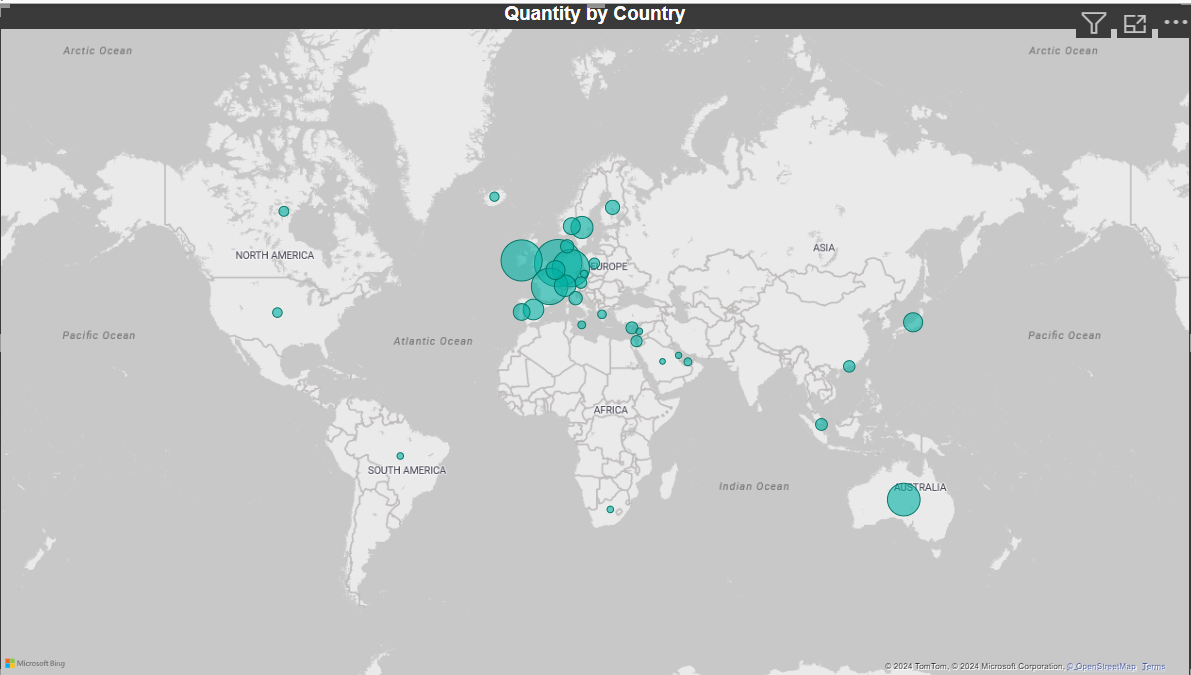 Quantity by Country
Arctic Ocean
Arctic Ocean
NORTH AMERICA
ASIA
EUROPE
Pacific Ocean
Atlantic Ocean
Pacific Ocean
AFRICA
SOUTH AMERICA
Indian Ocean
AUSTRALIA
Microsoft Bing
© 2024 TomTom, © 2024 Microsoft Corporation, © OpenStreetMap Terms